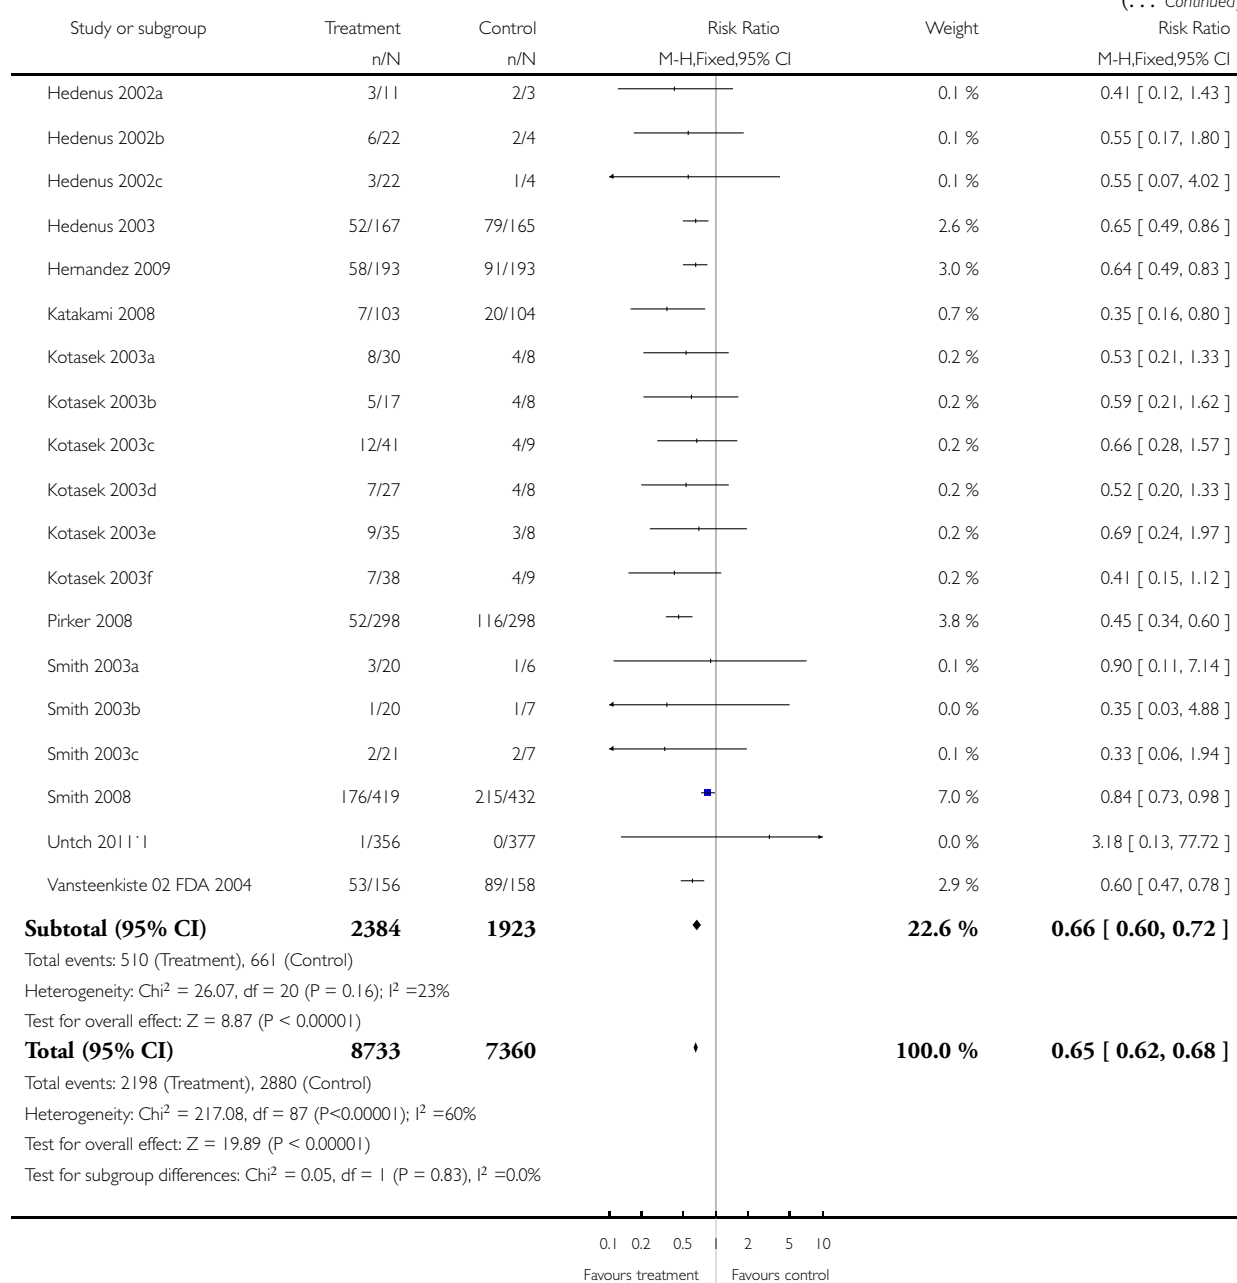 (... Continued)
Study or subgroup Treatment Control Risk Ratio Weight Risk Ratio
n/N n/N M-H,Fixed,95% CI M-H,Fixed,95% CI
Hedenus 2002a 3/11 2/3 0.1 % 0.41 [ 0.12, 1.43 ]
Hedenus 2002b 6/22 2/4 0.1 % 0.55 [ 0.17, 1.80 ]
Hedenus 2002c 3/22 1/4 0.1 % 0.55 [ 0.07, 4.02 ]
Hedenus 2003 52/167 79/165 2.6 % 0.65 [ 0.49, 0.86 ]
Hernandez 2009 58/193 91/193 3.0 % 0.64 [ 0.49, 0.83 ]
Katakami 2008 7/103 20/104 0.7 % 0.35 [ 0.16, 0.80 ]
Kotasek 2003a 8/30 4/8 0.2 % 0.53 [ 0.21, 1.33 ]
Kotasek 2003b 5/17 4/8 0.2 % 0.59 [ 0.21, 1.62 ]
Kotasek 2003c 12/41 4/9 0.2 % 0.66 [ 0.28, 1.57 ]
Kotasek 2003d 7/27 4/8 0.2 % 0.52 [ 0.20, 1.33 ]
Kotasek 2003e 9/35 3/8 0.2 % 0.69 [ 0.24, 1.97 ]
Kotasek 2003f 7/38 4/9 0.2 % 0.41 [ 0.15, 1.12 ]
Pirker 2008 52/298 116/298 3.8 % 0.45 [ 0.34, 0.60 ]
Smith 2003a 3/20 1/6 0.1 % 0.90 [ 0.11, 7.14 ]
Smith 2003b 1/20 1/7 0.0 % 0.35 [ 0.03, 4.88 ]
Smith 2003c 2/21 2/7 0.1 % 0.33 [ 0.06, 1.94 ]
Smith 2008 176/419 215/432 7.0 % 0.84 [ 0.73, 0.98 ]
Untch 2011˙1 1/356 0/377 0.0 % 3.18 [ 0.13, 77.72 ]
Vansteenkiste 02 FDA 2004 53/156 89/158 2.9 % 0.60 [ 0.47, 0.78 ]
Subtotal (95% CI) 2384 1923 22.6 % 0.66 [ 0.60, 0.72 ]
Total events: 510 (Treatment), 661 (Control)
Heterogeneity: Chi² = 26.07, df = 20 (P = 0.16); I² =23%
Test for overall effect: Z = 8.87 (P < 0.00001)
Total (95% CI) 8733 7360 100.0 % 0.65 [ 0.62, 0.68 ]
Total events: 2198 (Treatment), 2880 (Control)
Heterogeneity: Chi² = 217.08, df = 87 (P<0.00001); I² =60%
Test for overall effect: Z = 19.89 (P < 0.00001)
Test for subgroup differences: Chi² = 0.05, df = 1 (P = 0.83), I² =0.0%
0.1 0.2 0.5 1 2 5 10
Favours treatment Favours control